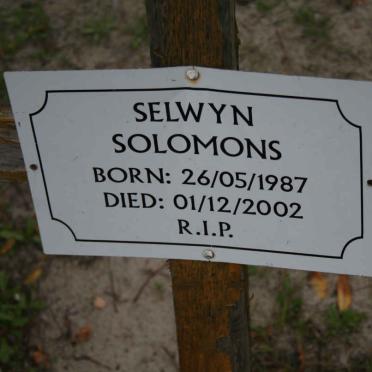 SELWYN
SOLOMONS
BORN: 26/05/1987
DIED: 01/12/2002
R.I.P.